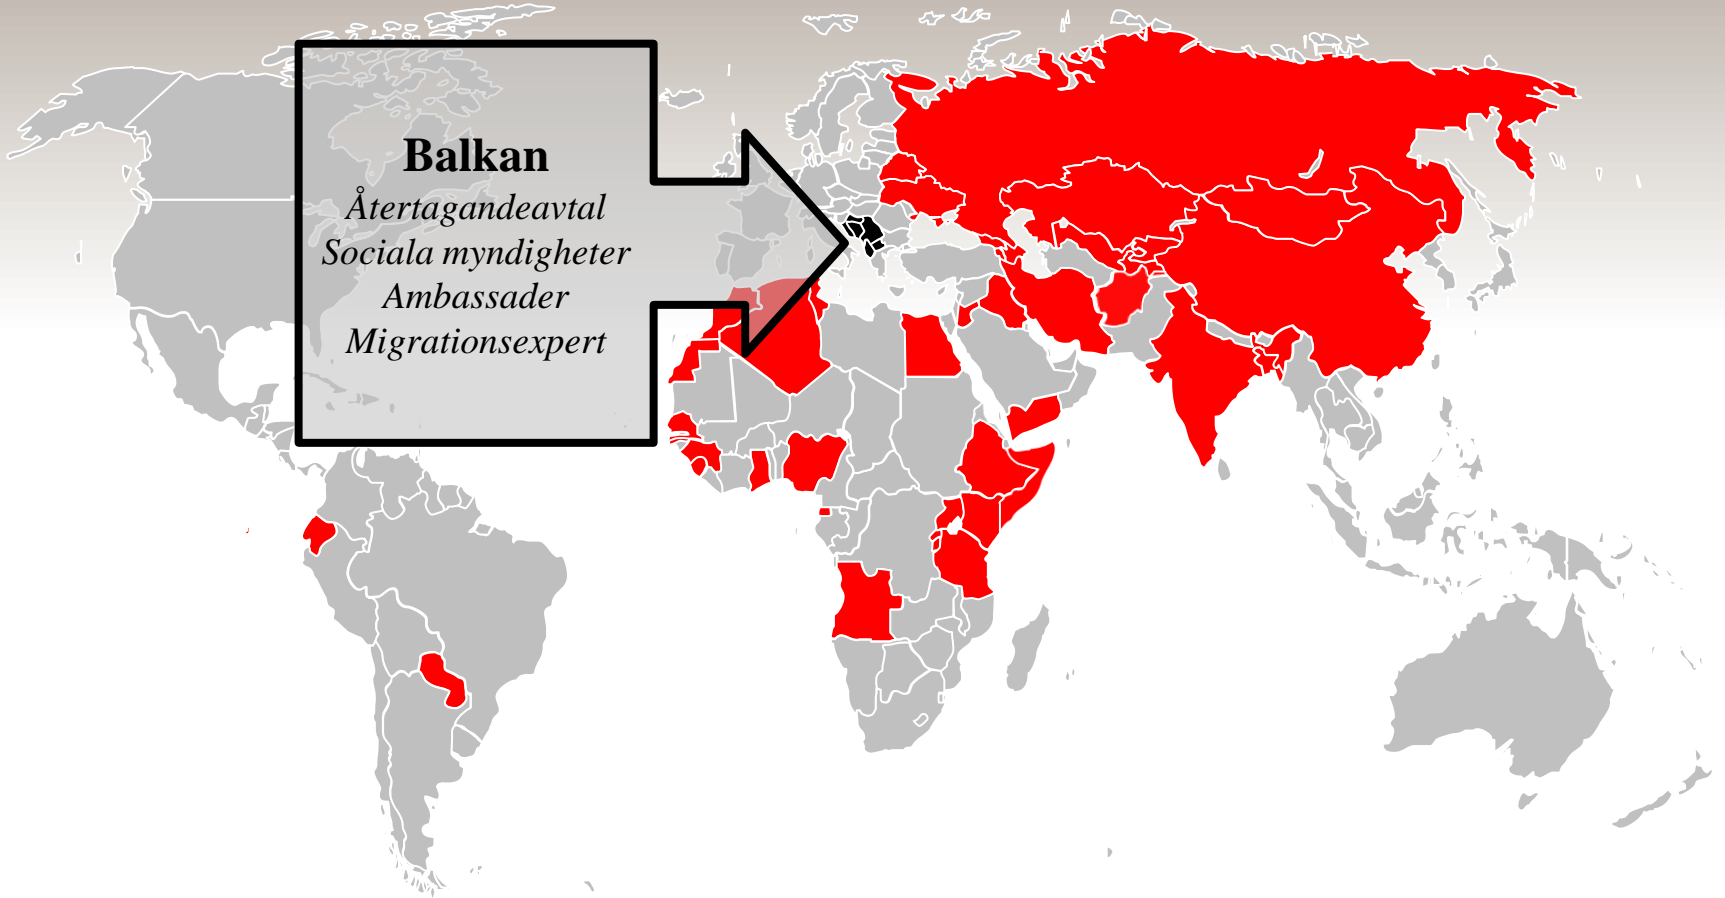 Balkan
Återtagandeavtal
Sociala myndigheter
Ambassader
Migrationsexpert